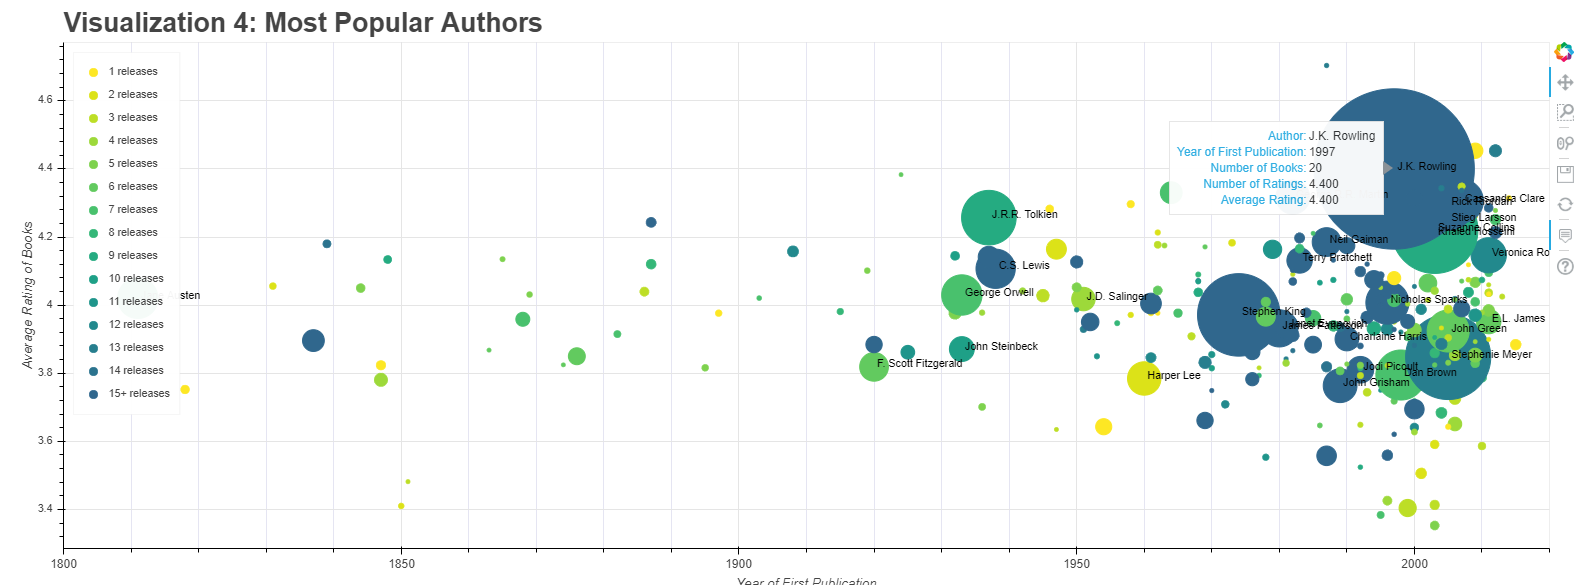 Visualization 4: Most Popular Authors
1 releases
2 releases
3 releases
4 releases
5 releases
6 releases
7 releases
8 releases
9 releases
10 releases
11 releases
12 releases
13 releases
14 releases
15+ releases
Average Rating of Books
4.6
4.4
4.2
4
3.8
3.6
3.4
Author: J.K. Rowling
Year of First Publication: 1997
Number of Books: 20
Number of Ratings: 4.400
Average Rating: 4.400
J.K. Rowling
Cassandra Clare
Rick Riordan
Stieg Larsson
Suzanne Collins
Khaled Hosseini
J.R.R. Tolkien
Neil Gaiman
Veronica Ro
Terry Pratchett
C.S. Lewis
George Orwell
J.D. Salinger
sten
Nicholas Sparks
Stephen King
E.L. James
Janet Evanovich
James Patterson
John Green
Charlaine Harris
John Steinbeck
Stephenie Meyer
F. Scott Fitzgerald
Jodi Picoult
Dan Brown
Harper Lee
John Grisham
1800
1850
1900
1950
2000
Year of First Publication